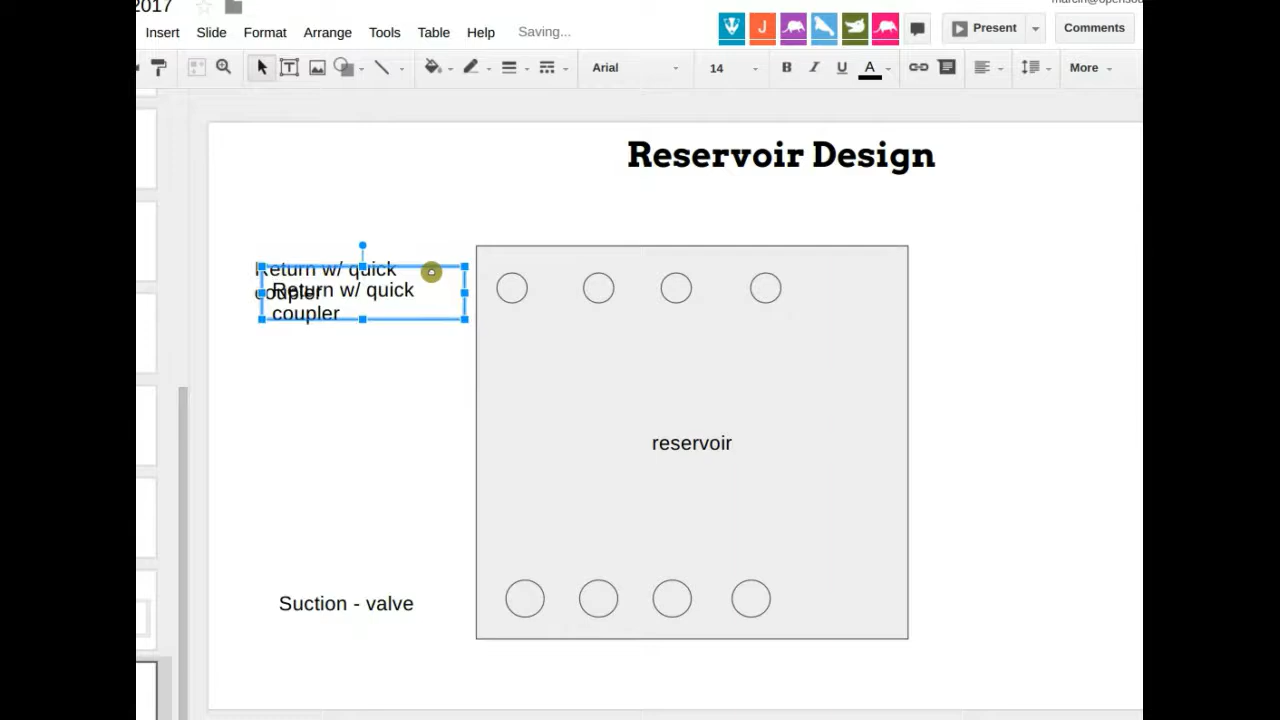 2017
Insert Slide Format Arrange Tools Table Help Saving...
J Present Comments
Arial 14 B I U A More
Reservoir Design
Return w/ quick
coupler
Return w/ quick
coupler
reservoir
Suction - valve